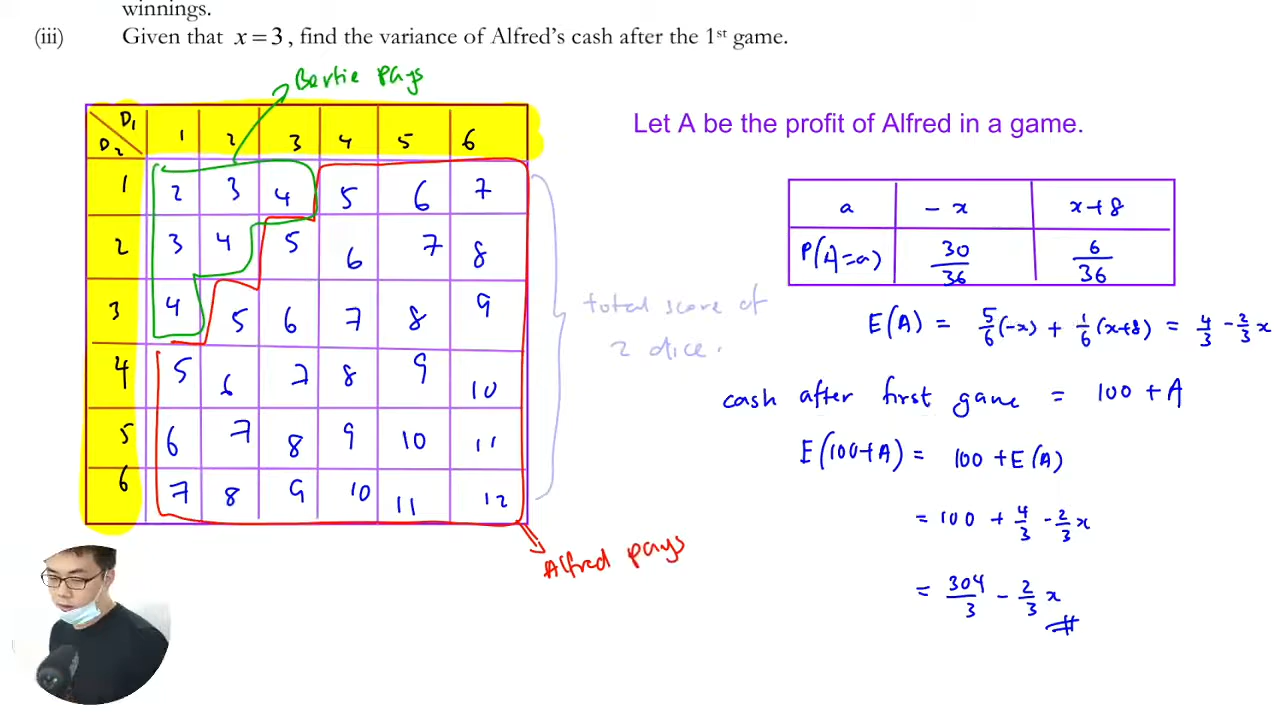 winnings.
(iii) Given that x = 3, find the variance of Alfred's cash after the 1st game.
Bertie pays
D1 1 2 3 4 5 6
D2
1 2 3 4 5 6 7
2 3 4 5 6 7 8
3 4 5 6 7 8 9
4 5 6 7 8 9 10
5 6 7 8 9 10 11
6 7 8 9 10 11 12
total score of
2 dice.
Alfred pays
Let A be the profit of Alfred in a game.
a -x x+8
P(A=a) 30/36 6/36
E(A) = 5/6(-x) + 1/6(x+8) = 4/3 - 2/3x
cash after first game = 100 + A
E(100+A) = 100 + E(A)
= 100 + 4/3 - 2/3x
= 304/3 - 2/3x #